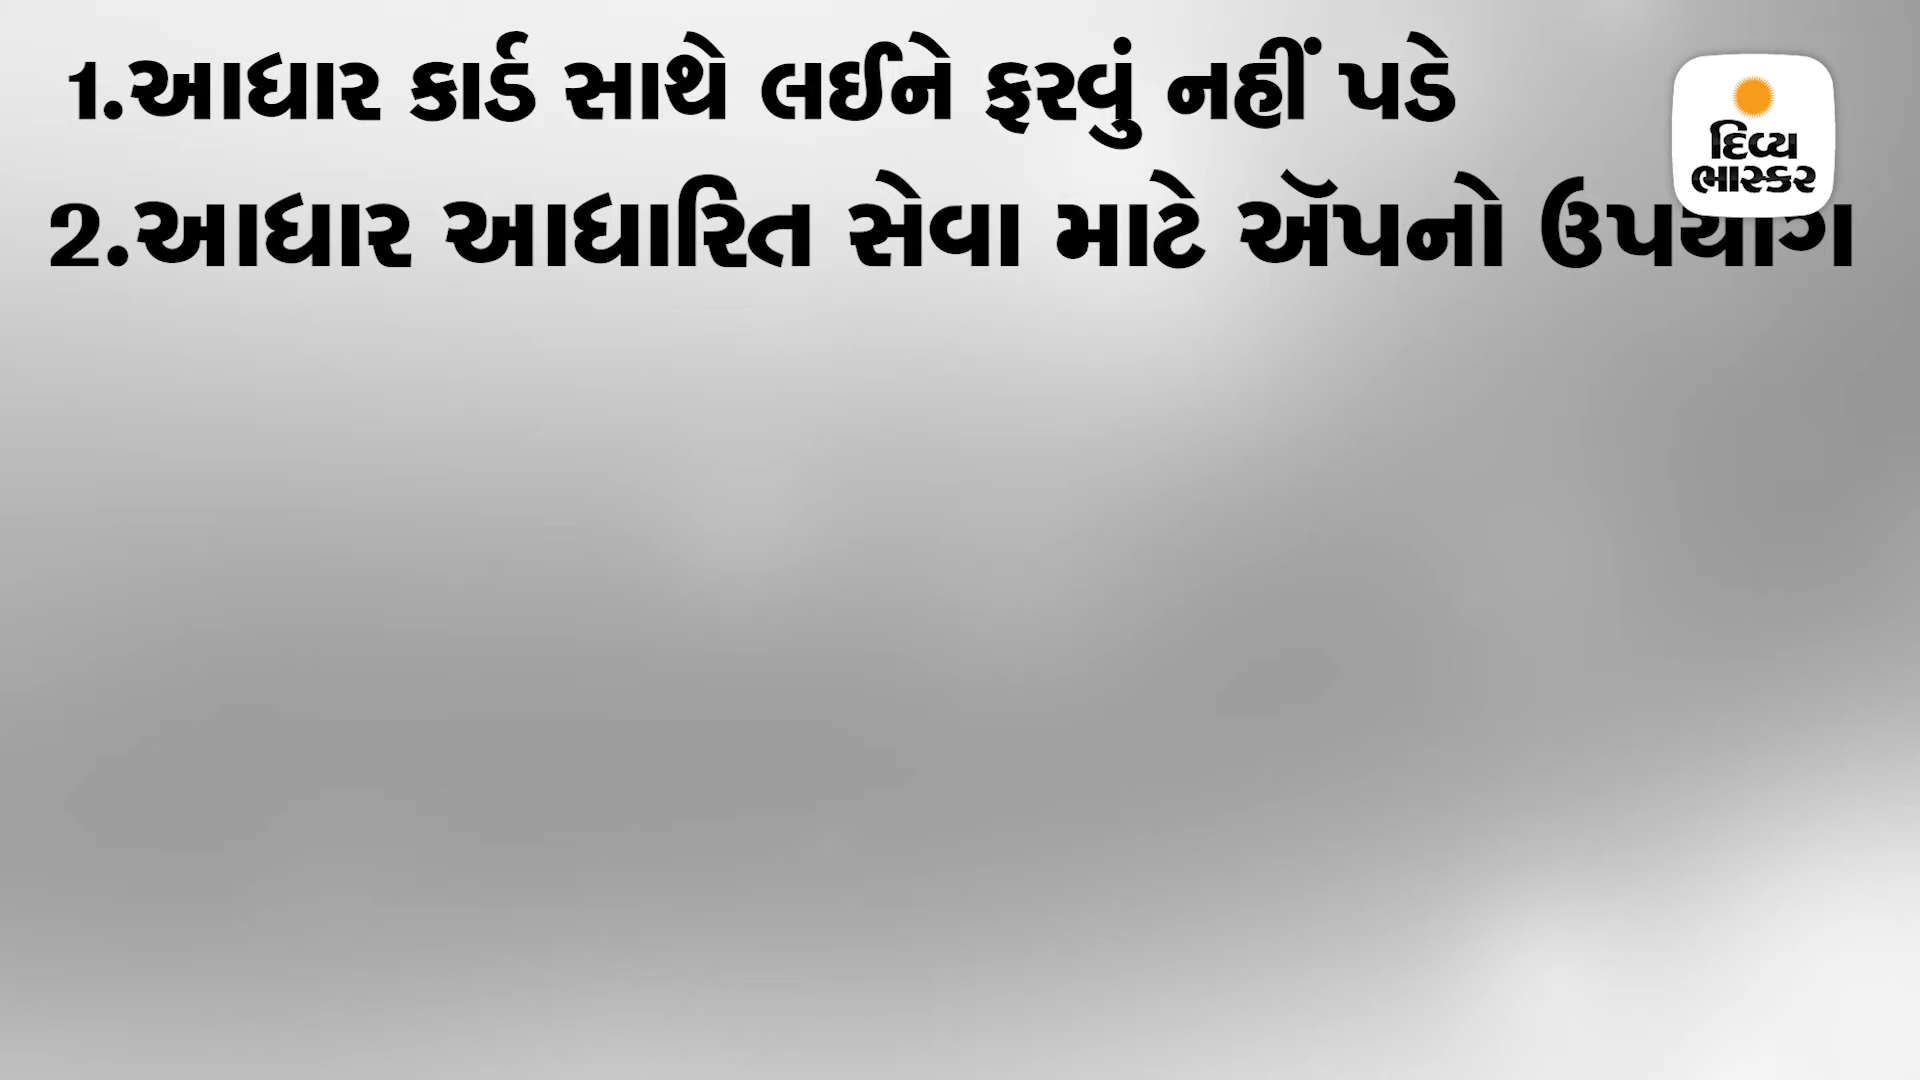 1.આધાર કાર્ડ સાથે લઈને ફરવું નહીં પડે
દિવ્ય
ભાસ્કર
2.આધાર આધારિત સેવા માટે ઍપનો ઉપયોગ